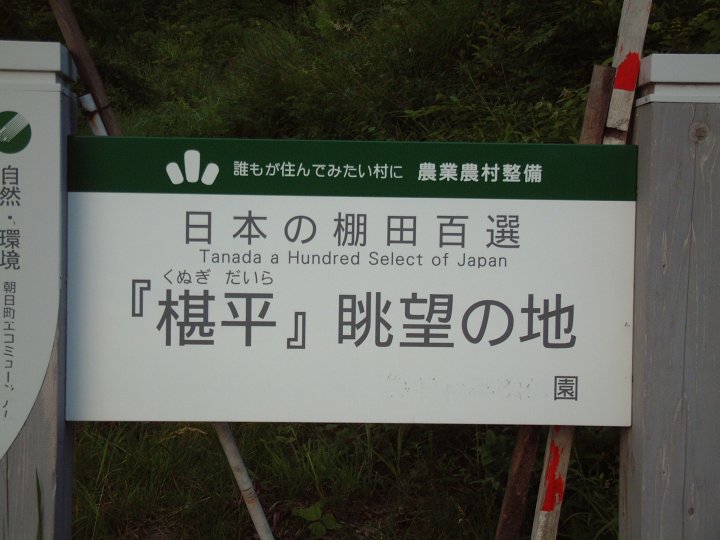 誰もが住んでみたい村に 農業農村整備
日本の棚田百選
Tanada a Hundred Select of Japan
くぬぎ だいら
『椹平』眺望の地
園
自然・環境
朝日町エコミュージ